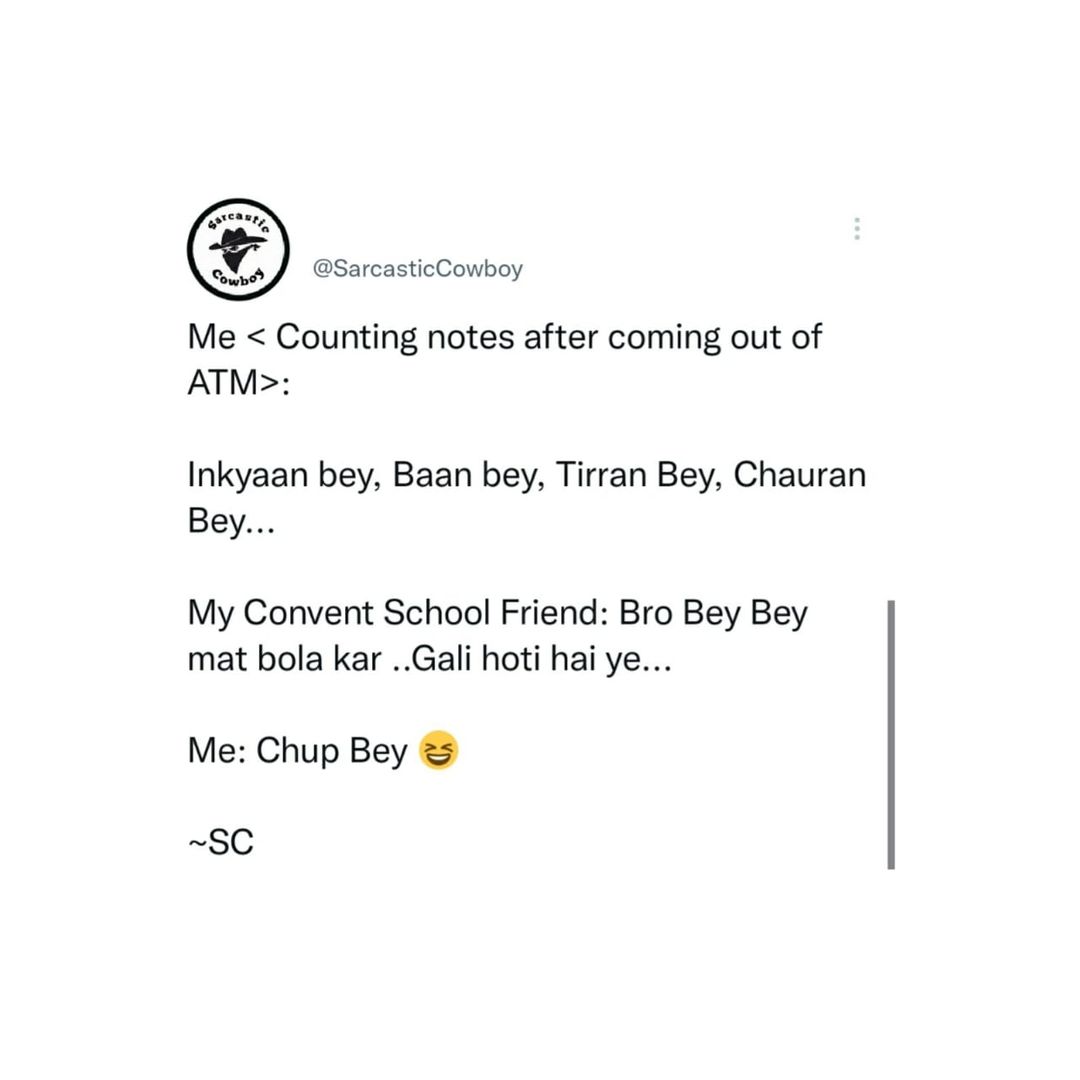 Sarcastic
Cowboy
@SarcasticCowboy
Me < Counting notes after coming out of
ATM>:
Inkyaan bey, Baan bey, Tirran Bey, Chauran
Bey...
My Convent School Friend: Bro Bey Bey
mat bola kar ..Gali hoti hai ye...
Me: Chup Bey 😆
~SC